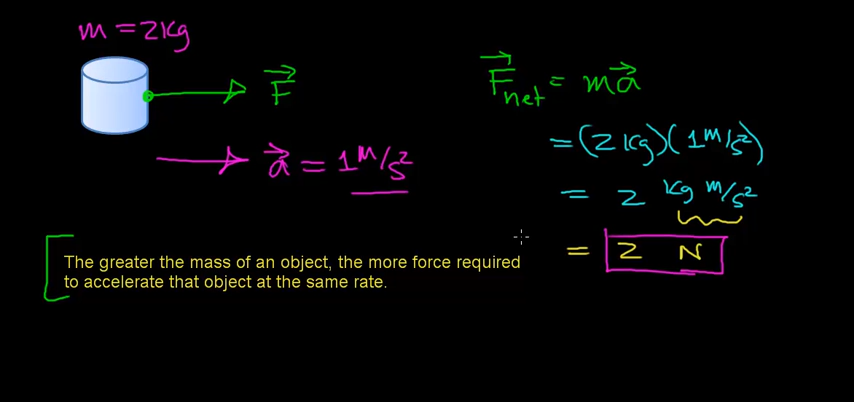 m = 2kg
F
a = 1 m/s²
The greater the mass of an object, the more force required
to accelerate that object at the same rate.
F net = ma
= (2 kg)(1 m/s²)
= 2 kg m/s²
= 2 N